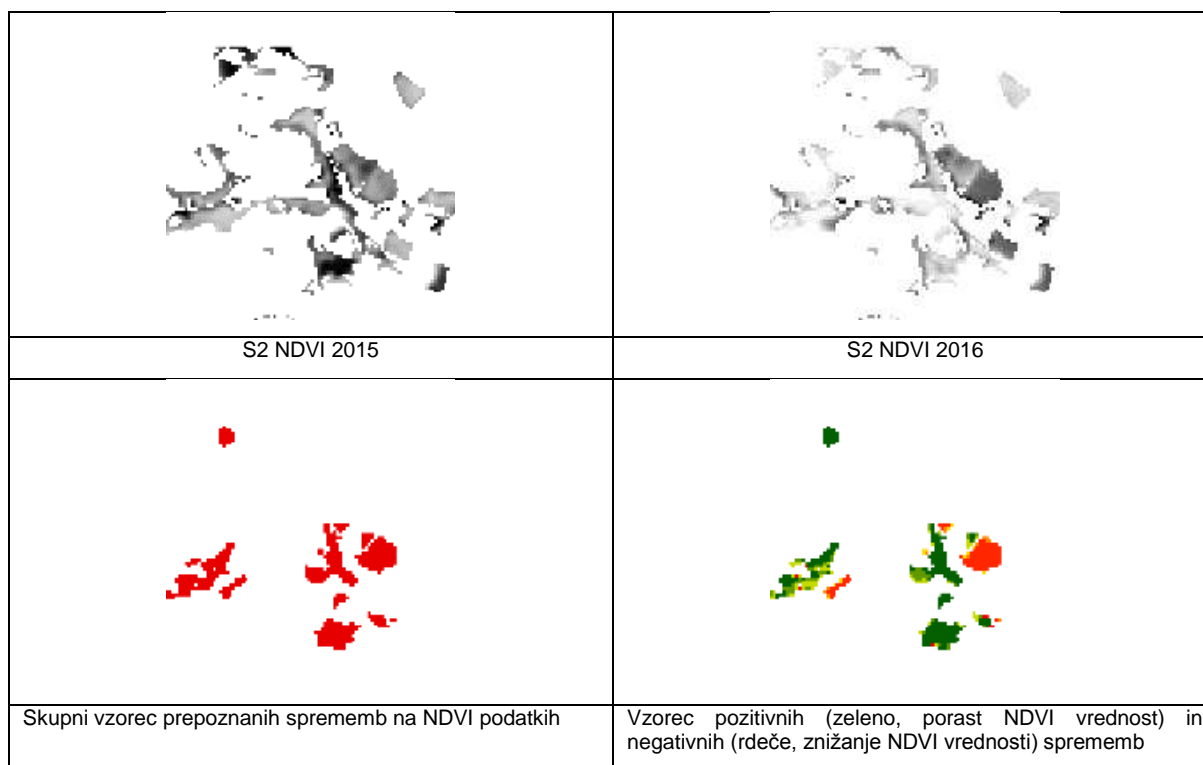 S2 NDVI 2015
S2 NDVI 2016
Skupni vzorec prepoznanih sprememb na NDVI podatkih
Vzorec pozitivnih (zeleno, porast NDVI vrednost) in
negativnih (rdeče, znižanje NDVI vrednosti) sprememb